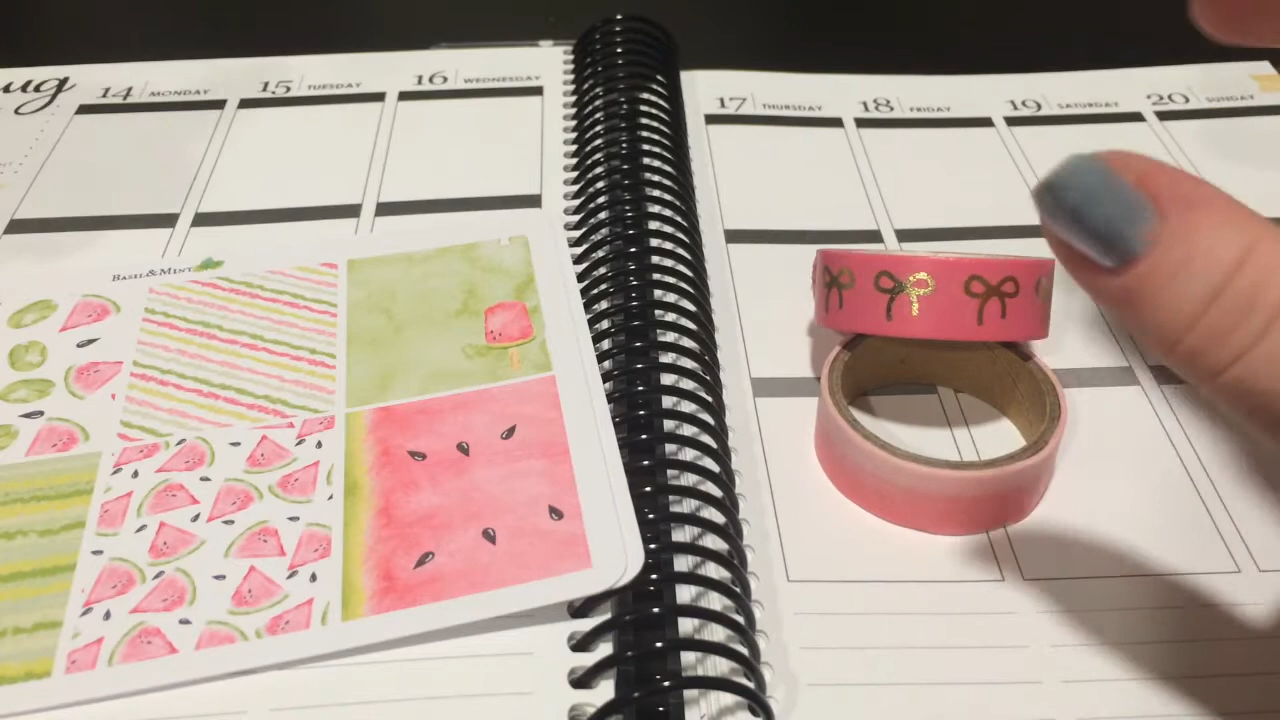 ug
14 MONDAY
15 TUESDAY
16 WEDNESDAY
17 THURSDAY
18 FRIDAY
19 SATURDAY
20 SUNDAY
BASIL&MINT